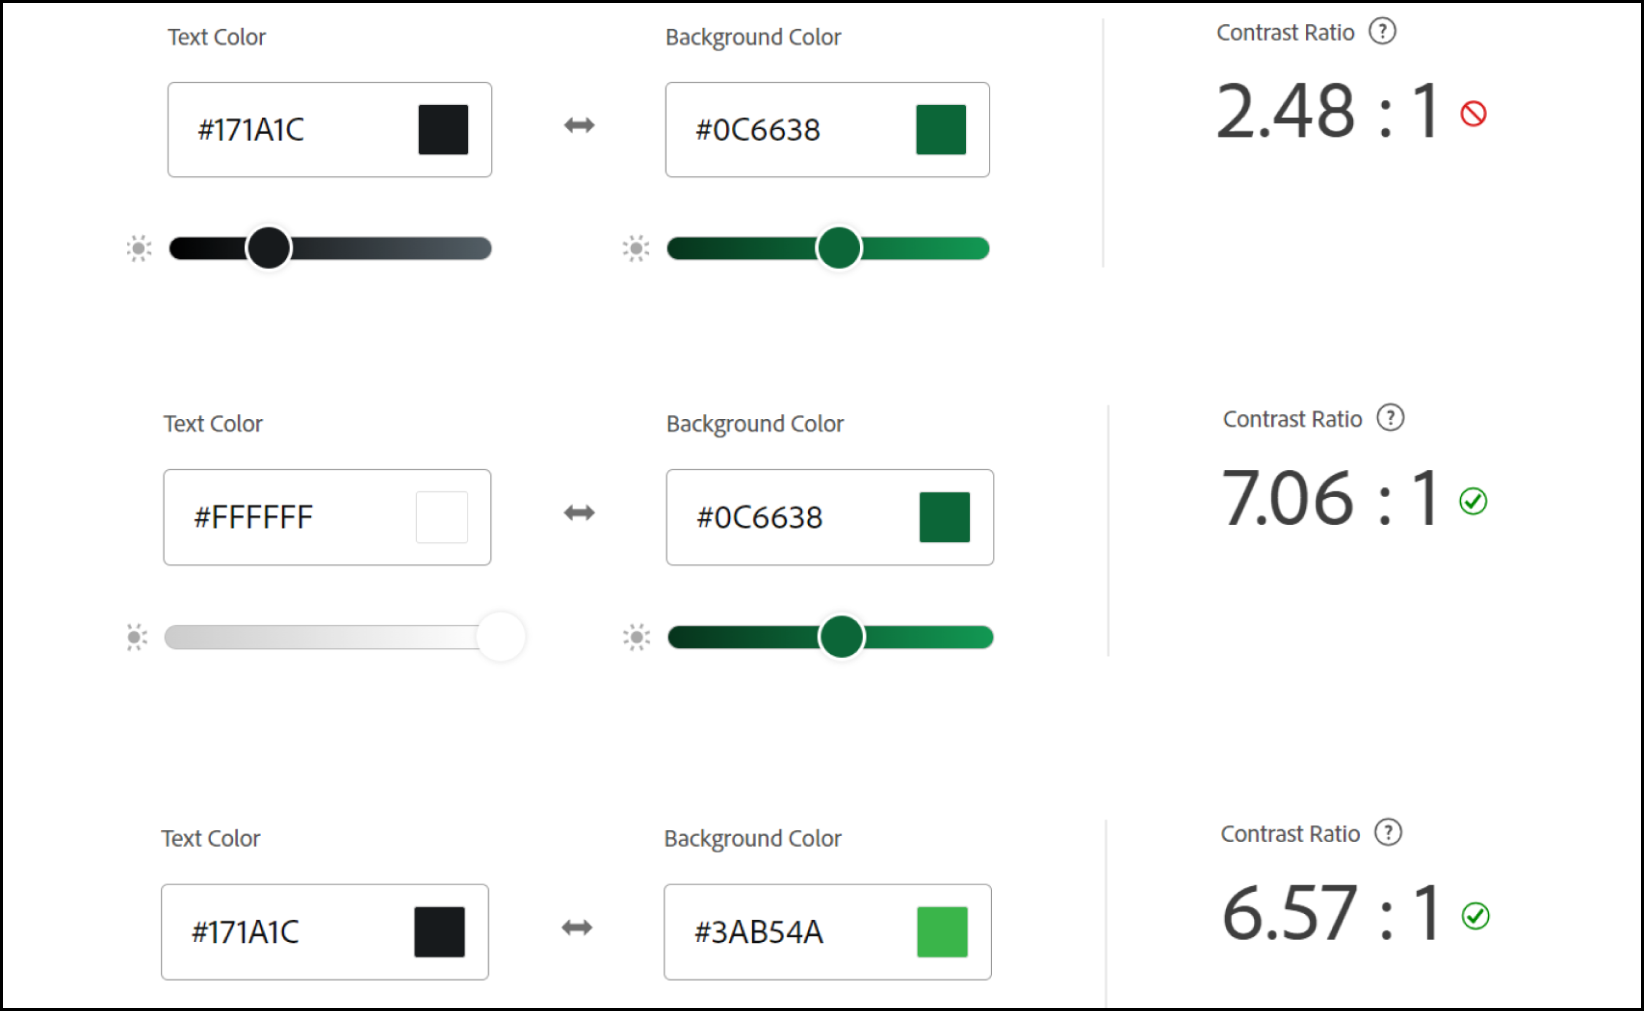 Text Color
Background Color
Contrast Ratio ?
#171A1C
#0C6638
2.48 : 1
Text Color
Background Color
Contrast Ratio ?
#FFFFFF
#0C6638
7.06 : 1
Text Color
Background Color
Contrast Ratio ?
#171A1C
#3AB54A
6.57 : 1